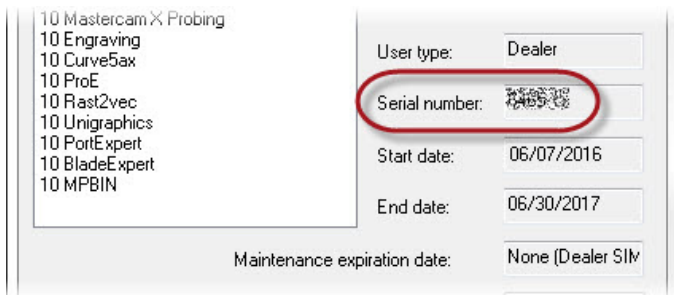 10 Mastercam X Probing
10 Engraving
10 Curve5ax
10 ProE
10 Rast2vec
10 Unigraphics
10 PortExpert
10 BladeExpert
10 MPBIN
User type: Dealer
Serial number:
Start date: 06/07/2016
End date: 06/30/2017
Maintenance expiration date: None (Dealer SIM